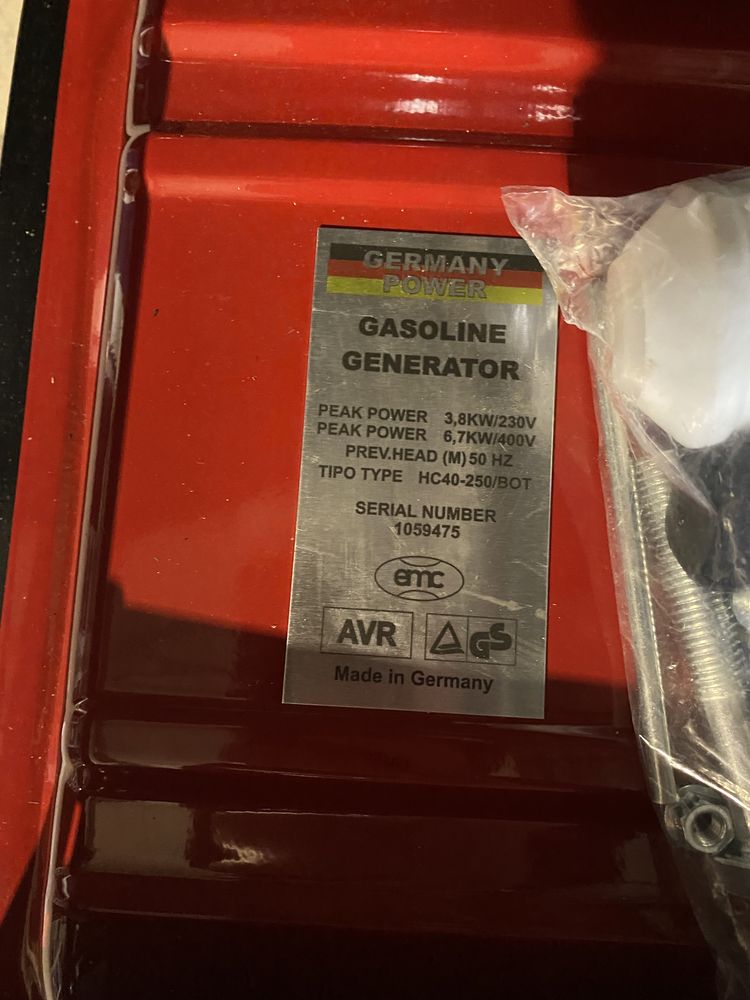 GERMANY
POWER
GASOLINE
GENERATOR
PEAK POWER 3,8KW/230V
PEAK POWER 6,7KW/400V
PREV.HEAD (M) 50 HZ
TIPO TYPE HC40-250/BOT
SERIAL NUMBER
1059475
emc
AVR GS
Made in Germany